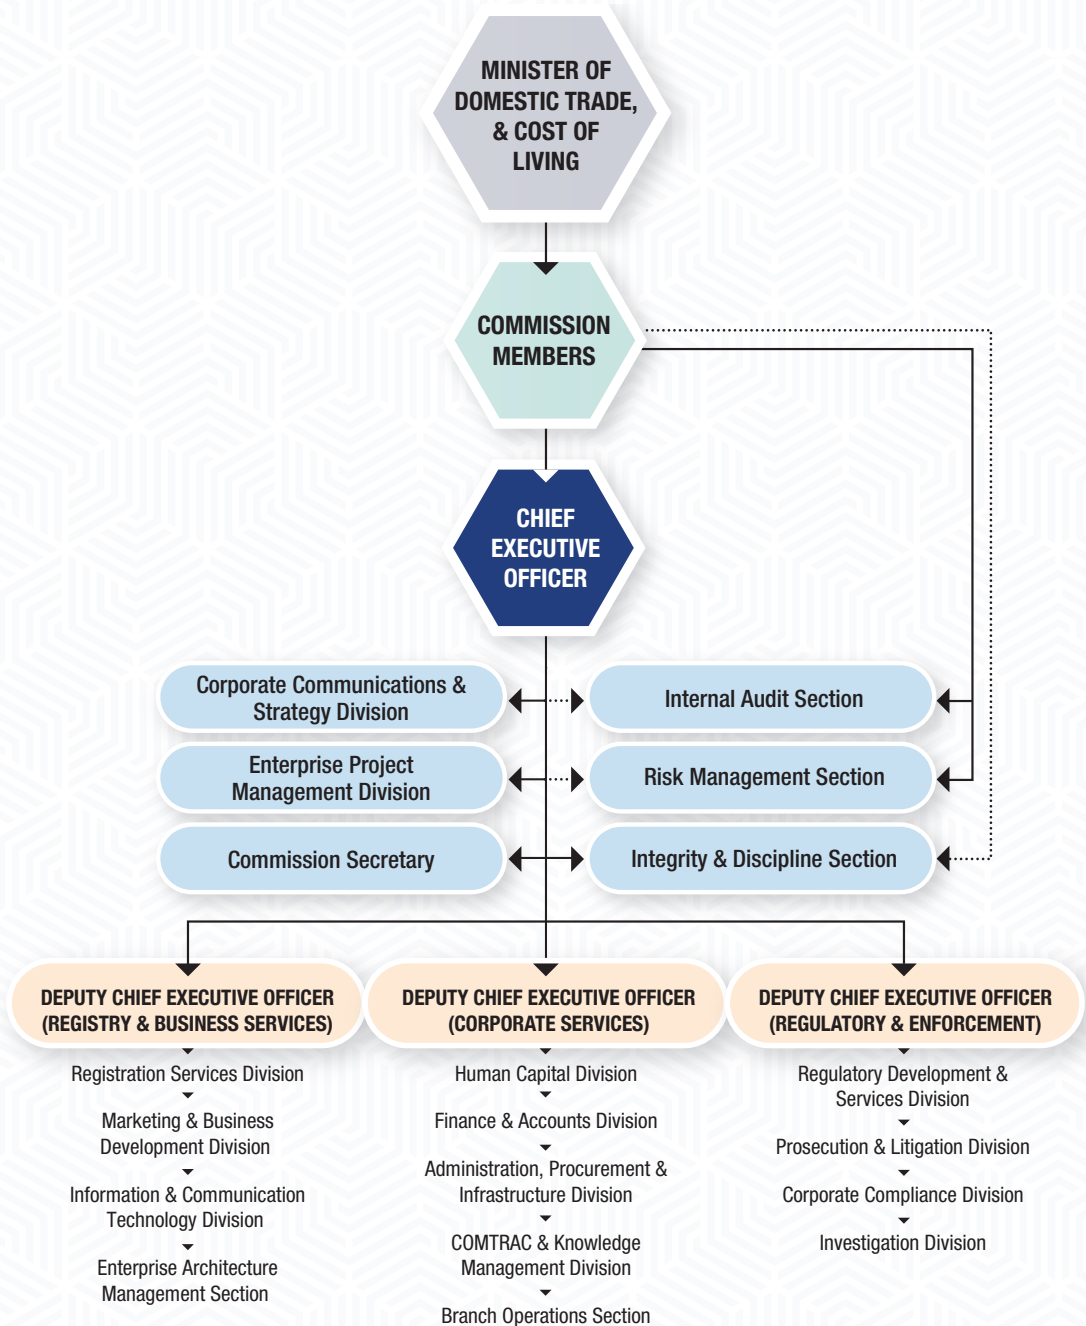 MINISTER OF
DOMESTIC TRADE,
& COST OF
LIVING
COMMISSION
MEMBERS
CHIEF
EXECUTIVE
OFFICER
Corporate Communications &
Strategy Division
Internal Audit Section
Enterprise Project
Management Division
Risk Management Section
Commission Secretary
Integrity & Discipline Section
DEPUTY CHIEF EXECUTIVE OFFICER
(REGISTRY & BUSINESS SERVICES)
Registration Services Division
Marketing & Business
Development Division
Information & Communication
Technology Division
Enterprise Architecture
Management Section
DEPUTY CHIEF EXECUTIVE OFFICER
(CORPORATE SERVICES)
Human Capital Division
Finance & Accounts Division
Administration, Procurement &
Infrastructure Division
COMTRAC & Knowledge
Management Division
Branch Operations Section
DEPUTY CHIEF EXECUTIVE OFFICER
(REGULATORY & ENFORCEMENT)
Regulatory Development &
Services Division
Prosecution & Litigation Division
Corporate Compliance Division
Investigation Division